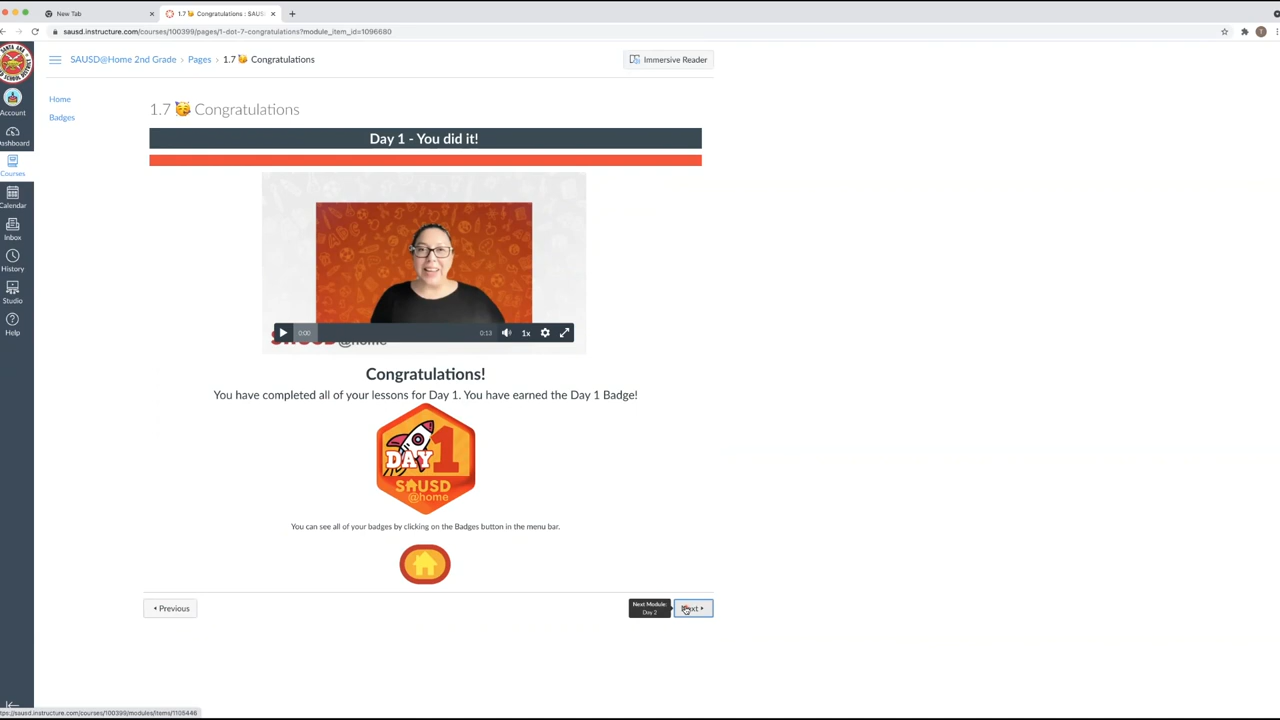 New Tab
1.7 🥳 Congratulations : SAUS
sausd.instructure.com/courses/100399/pages/1-dot-7-congratulations?module_item_id=1096680
SAUSD@Home 2nd Grade > Pages > 1.7 🥳 Congratulations
Immersive Reader
Account
Dashboard
Courses
Calendar
Inbox
History
Studio
Help
Home
Badges
1.7 🥳 Congratulations
Day 1 - You did it!
0:00
0:13
1x
@home
Congratulations!
You have completed all of your lessons for Day 1. You have earned the Day 1 Badge!
DAY 1
SAUSD
@home
You can see all of your badges by clicking on the Badges button in the menu bar.
Previous
Next Module:
Day 2
Next
tps://sausd.instructure.com/courses/100399/modules/items/1105446